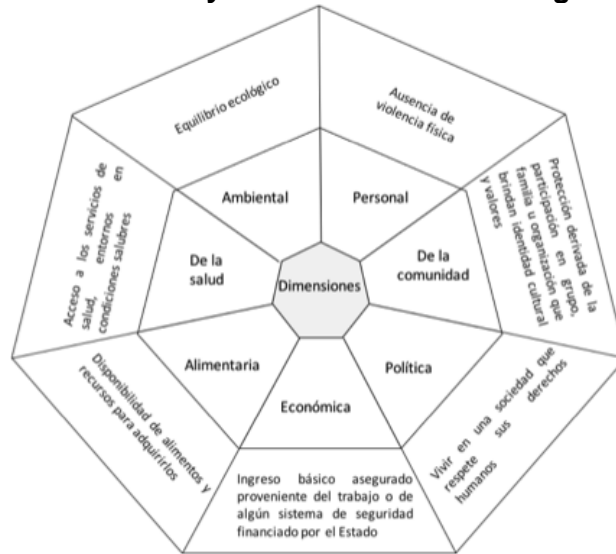 Equilibrio ecológico
Ausencia de
violencia física
Ambiental
Personal
Acceso a los servicios de
salud, entornos en
condiciones salubres
De la
salud
Dimensiones
De la
comunidad
Protección derivada de la
participación en grupo,
familia u organización que
brindan identidad cultural
y valores
Alimentaria
Política
Económica
Disponibilidad de alimentos y
recursos para adquirirlos
Vivir en una sociedad que
respete sus derechos
humanos
Ingreso básico asegurado
proveniente del trabajo o de
algún sistema de seguridad
financiado por el Estado